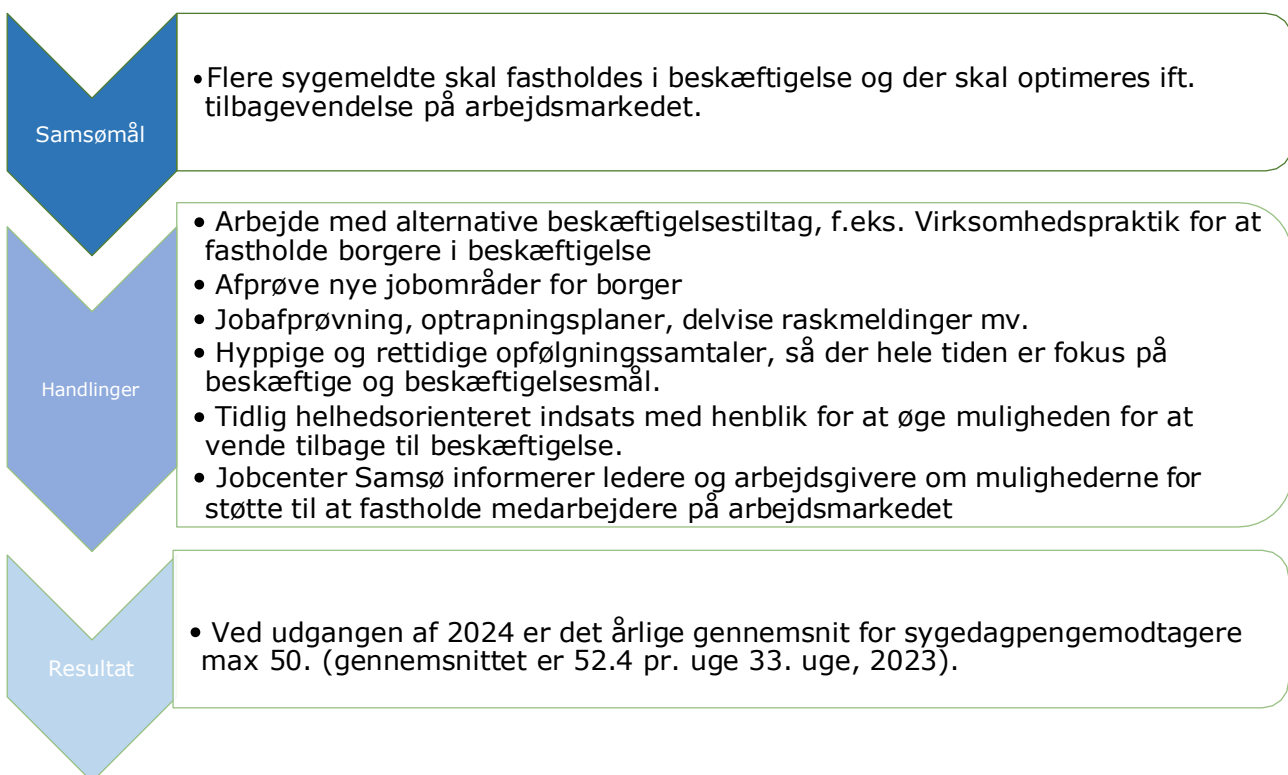 Samsømål
•Flere sygemeldte skal fastholdes i beskæftigelse og der skal optimeres ift.
tilbagevendelse på arbejdsmarkedet.
Handlinger
• Arbejde med alternative beskæftigelsestiltag, f.eks. Virksomhedspraktik for at
fastholde borgere i beskæftigelse
• Afprøve nye jobområder for borger
• Jobafprøvning, optrapningsplaner, delvise raskmeldinger mv.
• Hyppige og rettidige opfølgningssamtaler, så der hele tiden er fokus på
beskæftige og beskæftigelsesmål.
• Tidlig helhedsorienteret indsats med henblik for at øge muligheden for at
vende tilbage til beskæftigelse.
• Jobcenter Samsø informerer ledere og arbejdsgivere om mulighederne for
støtte til at fastholde medarbejdere på arbejdsmarkedet
Resultat
• Ved udgangen af 2024 er det årlige gennemsnit for sygedagpengemodtagere
max 50. (gennemsnittet er 52.4 pr. uge 33. uge, 2023).